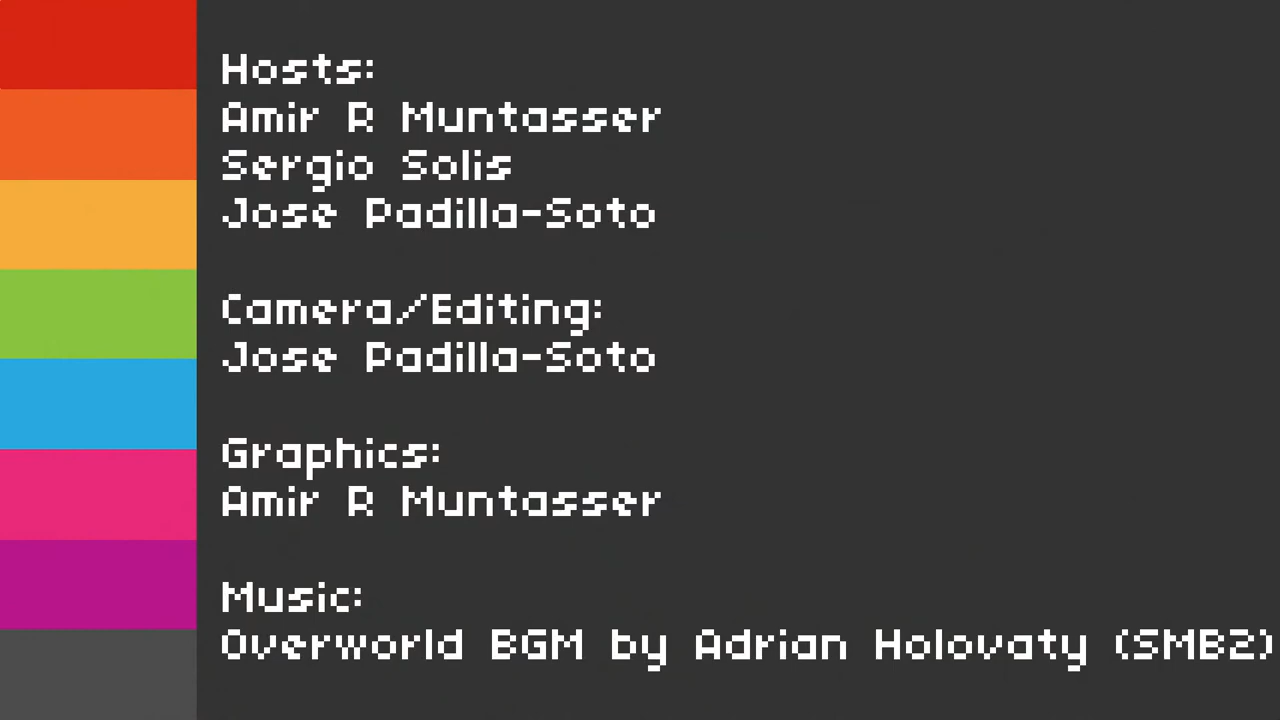 Hosts:
Amir R Muntasser
Sergio Solis
Jose Padilla-Soto
Camera/Editing:
Jose Padilla-Soto
Graphics:
Amir R Muntasser
Music:
Overworld BGM by Adrian Holovaty (SMB2)